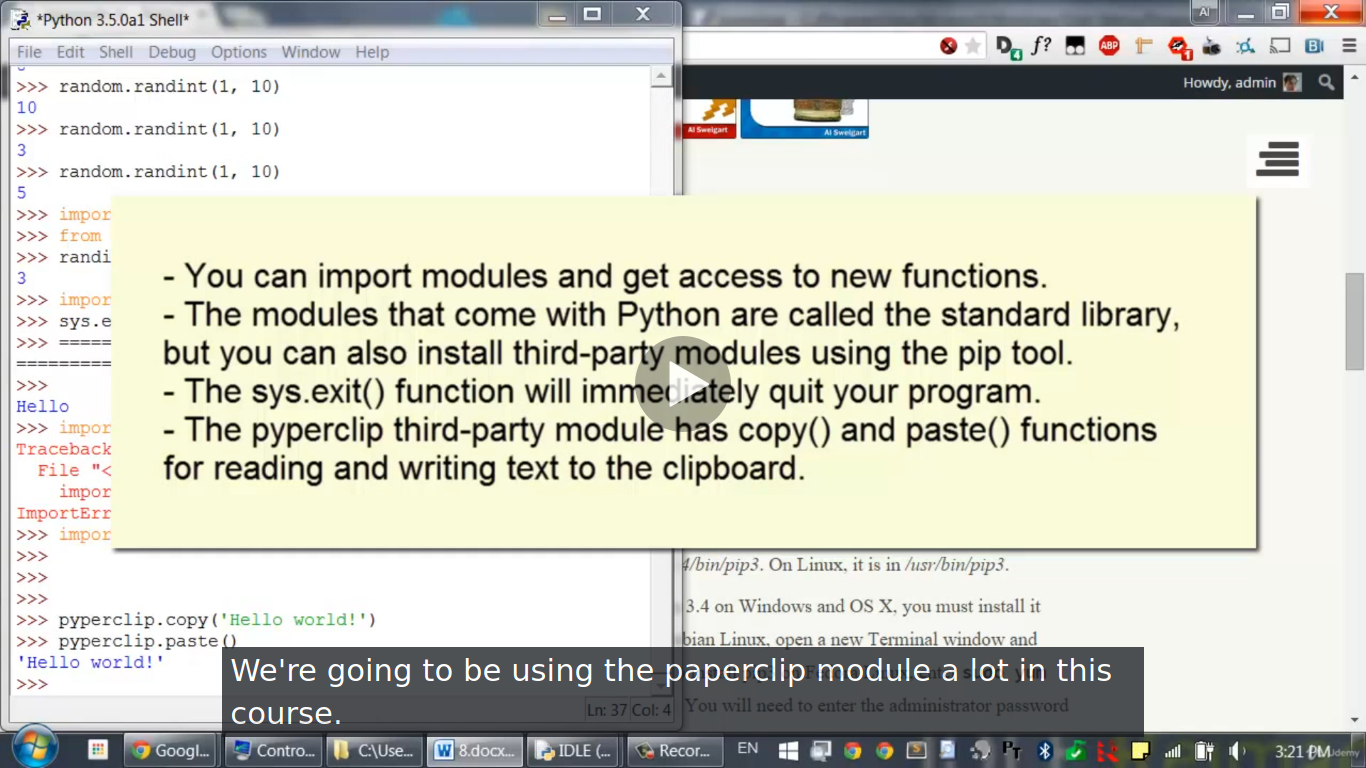 *Python 3.5.0a1 Shell*
File Edit Shell Debug Options Window Help
>>> random.randint(1, 10)
10
>>> random.randint(1, 10)
3
>>> random.randint(1, 10)
5
>>> impor
>>> from
>>> randi
3
>>> impor
>>> sys.e
>>> =====
=========
>>>
Hello
>>> impor
Traceback
File "<
impor
ImportErr
>>> impor
>>>
>>>
>>>
>>> pyperclip.copy('Hello world!')
>>> pyperclip.paste()
'Hello world!'
>>>
Ln: 37 Col: 4
AI
4
f?
ABP
1
Howdy, admin
Al Sweigart
Al Sweigart
- You can import modules and get access to new functions.
- The modules that come with Python are called the standard library,
but you can also install third-party modules using the pip tool.
- The sys.exit() function will immediately quit your program.
- The pyperclip third-party module has copy() and paste() functions
for reading and writing text to the clipboard.
4/bin/pip3. On Linux, it is in /usr/bin/pip3.
3.4 on Windows and OS X, you must install it
bian Linux, open a new Terminal window and
You will need to enter the administrator password
We're going to be using the paperclip module a lot in this
course.
Googl... Contro... C:\Use... 8.docx... IDLE (... Recor... EN 3:21 PM
Udemy